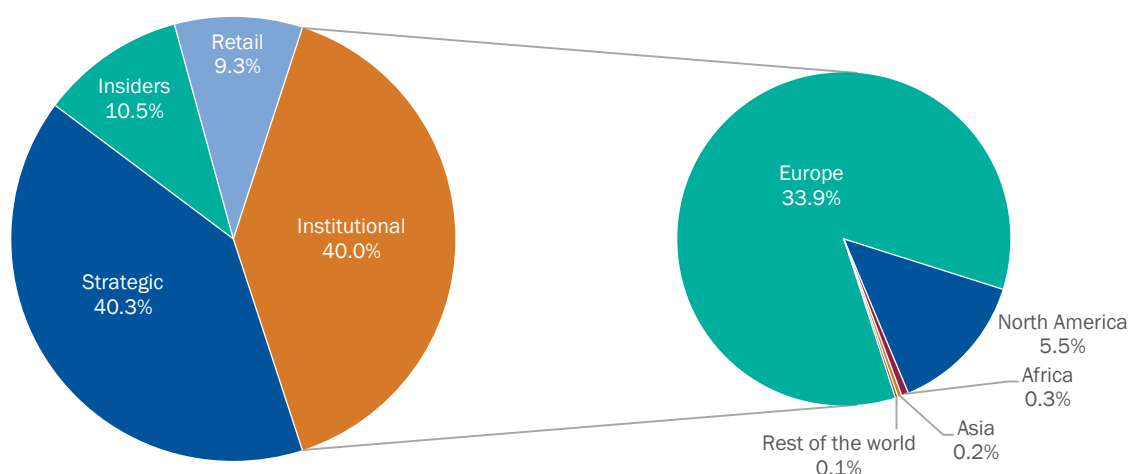 Retail
9.3%
Insiders
10.5%
Institutional
40.0%
Strategic
40.3%
Europe
33.9%
North America
5.5%
Africa
0.3%
Asia
0.2%
Rest of the world
0.1%